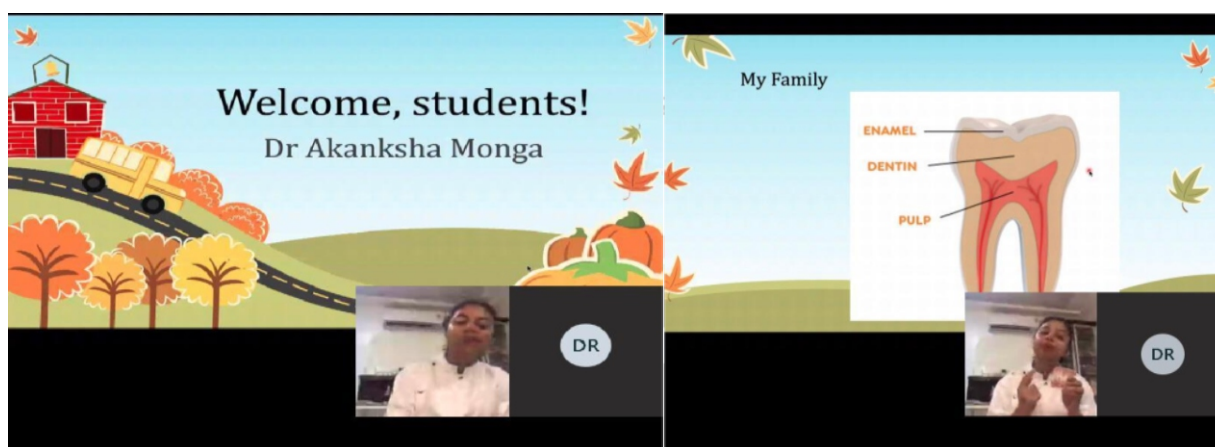 Welcome, students!
Dr Akanksha Monga
DR
My Family
ENAMEL
DENTIN
PULP
DR